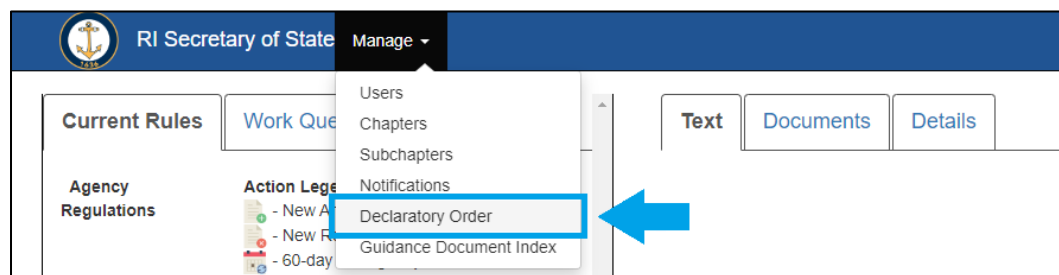 RI Secretary of State Manage
Users
Chapters
Subchapters
Notifications
Declaratory Order
Guidance Document Index
Current Rules
Work Que
Agency
Regulations
Action Lege
- New A
- New R
- 60-day
Text
Documents
Details
1636